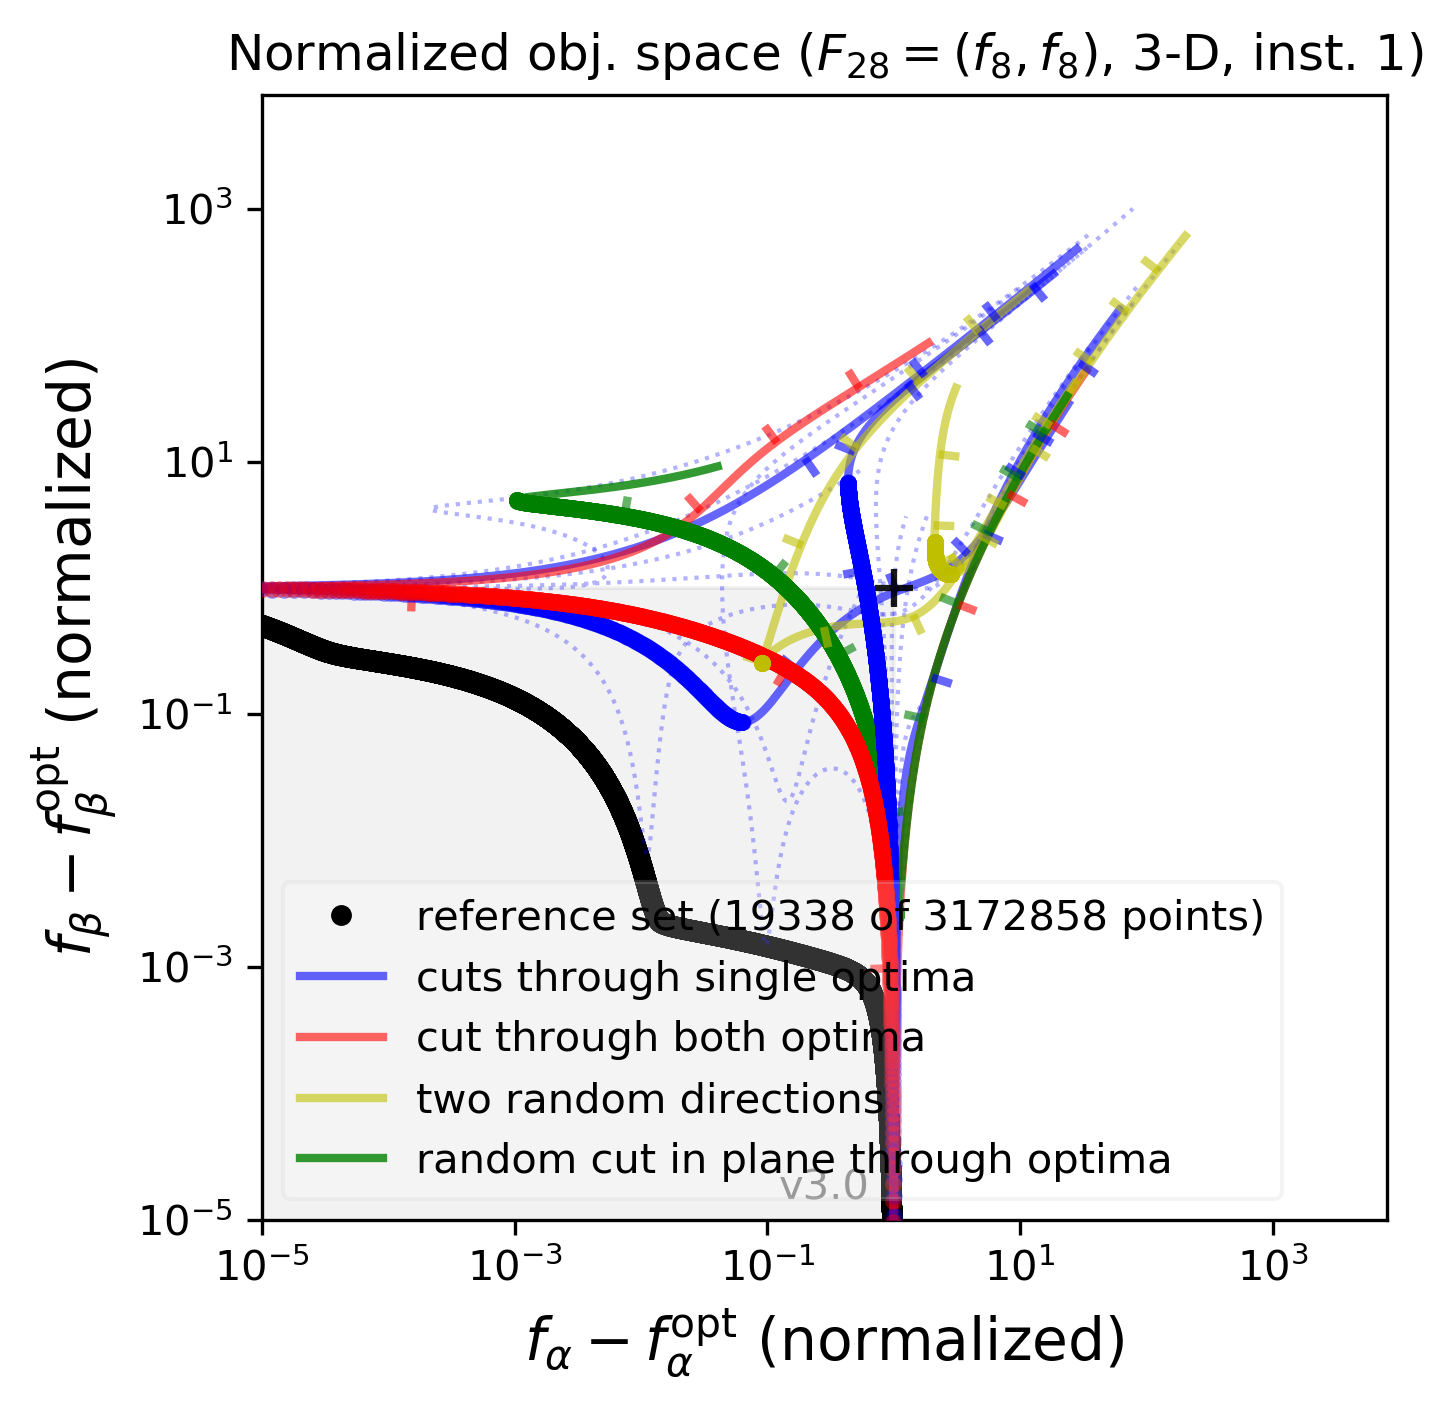 Normalized obj. space (F₂₈ = (f₈, f₈), 3-D, inst. 1)
10³
10¹
10⁻¹
10⁻³
10⁻⁵
f_β − f_β^opt (normalized)
reference set (19338 of 3172858 points)
cuts through single optima
cut through both optima
two random directions
random cut in plane through optima
v3.0
10⁻⁵ 10⁻³ 10⁻¹ 10¹ 10³
f_α − f_α^opt (normalized)